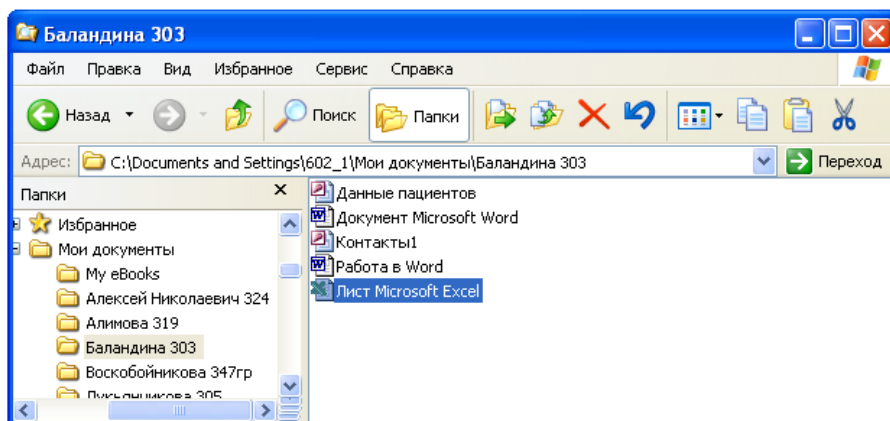 Баландина 303
Файл Правка Вид Избранное Сервис Справка
Назад Поиск Папки
Адрес: C:\Documents and Settings\602_1\Мои документы\Баландина 303 Переход
Папки
Избранное
Мои документы
My eBooks
Алексей Николаевич 324
Алимова 319
Баландина 303
Воскобойникова 347гр
Лукьянчикова 305
Данные пациентов
Документ Microsoft Word
Контакты1
Работа в Word
Лист Microsoft Excel